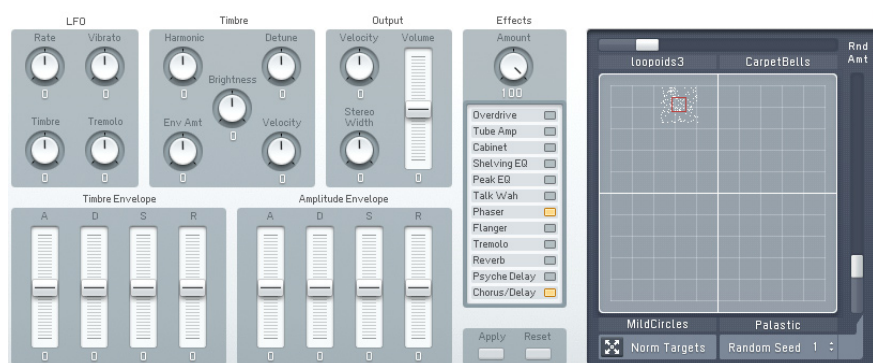 LFO Timbre Output Effects
Rate Vibrato Harmonic Detune Velocity Volume Amount
0 0 0 0 0 100
Brightness
0
Timbre Tremolo Env Amt Velocity Stereo Width
0 0 0 0 0 0
Overdrive
Tube Amp
Cabinet
Shelving EQ
Peak EQ
Talk Wah
Phaser
Flanger
Tremolo
Reverb
Psyche Delay
Chorus/Delay
Timbre Envelope Amplitude Envelope
A D S R A D S R
0 0 0 0 0 0 0 0
Apply Reset
Rnd Amt
loopoids3 CarpetBells
MildCircles Palastic
Norm Targets Random Seed 1